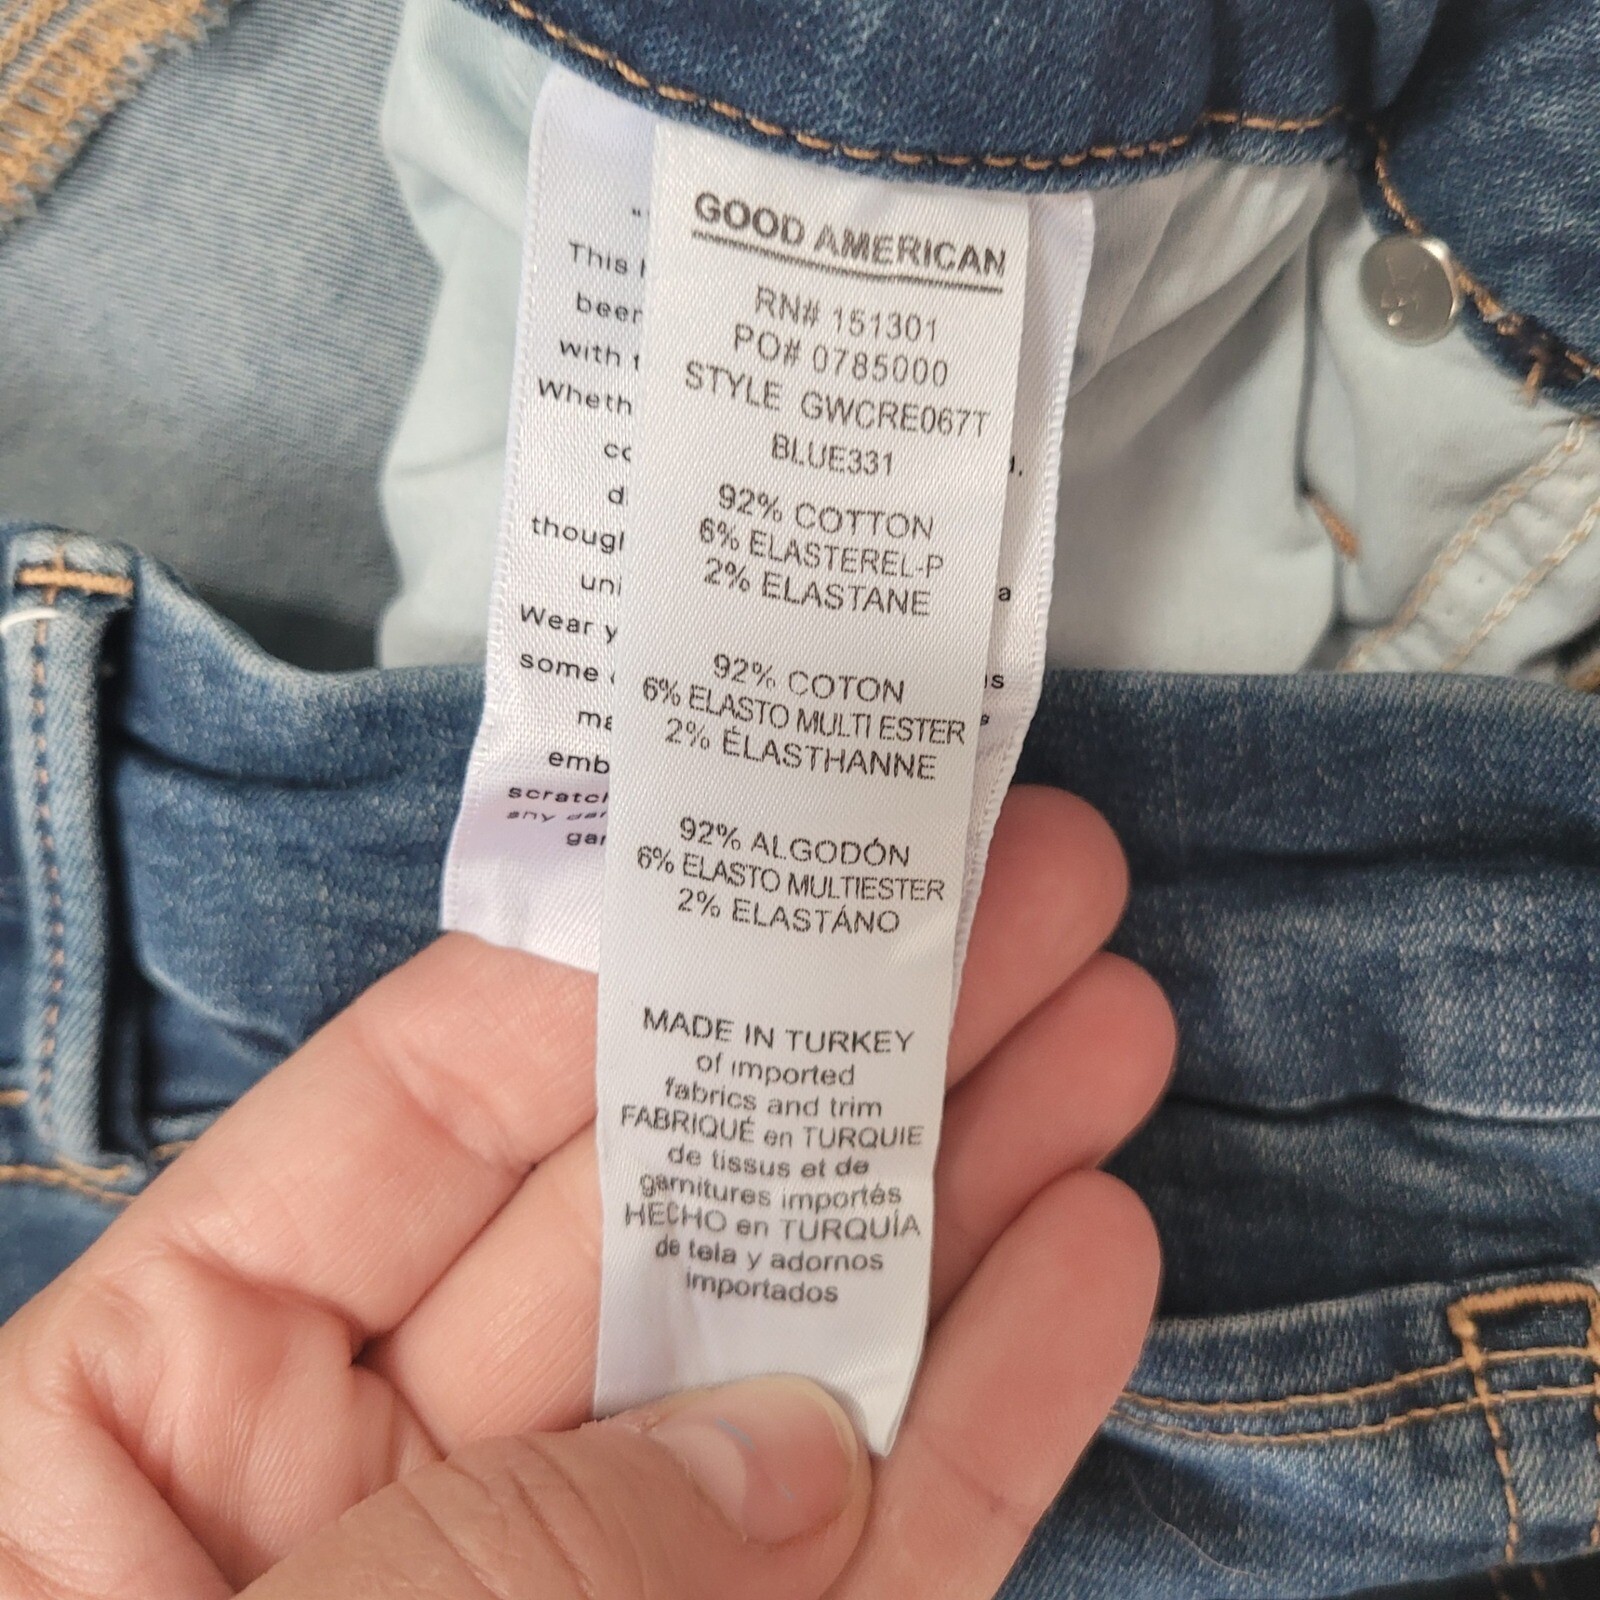 GOOD AMERICAN
RN# 151301
PO# 0785000
STYLE GWCRE067T
BLUE331
92% COTTON
6% ELASTEREL-P
2% ELASTANE
92% COTON
6% ELASTO MULTI ESTER
2% ÉLASTHANNE
92% ALGODÓN
6% ELASTO MULTIESTER
2% ELASTÁNO
MADE IN TURKEY
of imported
fabrics and trim
FABRIQUÉ en TURQUIE
de tissus et de
garnitures importés
HECHO en TURQUÍA
de tela y adornos
importados
This
been
with
Wear
some
any